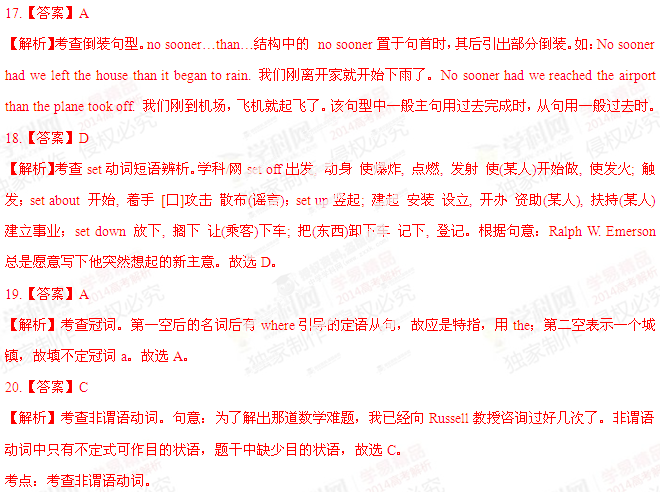 17.【答案】A
【解析】考查倒装句型。no sooner…than…结构中的 no sooner 置于句首时,其后引出部分倒装。如: No sooner
had we left the house than it began to rain. 我们刚离开家就开始下雨了。No sooner had we reached the airport
than the plane took off. 我们刚到机场，飞机就起飞了。该句型中一般主句用过去完成时，从句用一般过去时。
18.【答案】D
【解析】考查 set 动词短语辨析。学科网 set off 出发, 动身 使爆炸, 点燃, 发射 使(某人)开始做, 使发火; 触
发；set about 开始, 着手 [口]攻击 散布(谣言)；set up 竖起; 建起 安装 设立, 开办 资助(某人), 扶持(某人)
建立事业；set down 放下, 搁下 让(乘客)下车; 把(东西)卸下车 记下, 登记。根据句意：Ralph W. Emerson
总是愿意写下他突然想起的新主意。故选 D。
19.【答案】A
【解析】考查冠词。第一空后的名词后有 where 引导的定语从句，故应是特指，用 the；第二空表示一个城
镇，故填不定冠词 a。故选 A。
20.【答案】C
【解析】考查非谓语动词。句意：为了解出那道数学难题，我已经向 Russell 教授咨询过好几次了。非谓语
动词中只有不定式可作目的状语，题干中缺少目的状语，故选 C。
考点：考查非谓语动词。